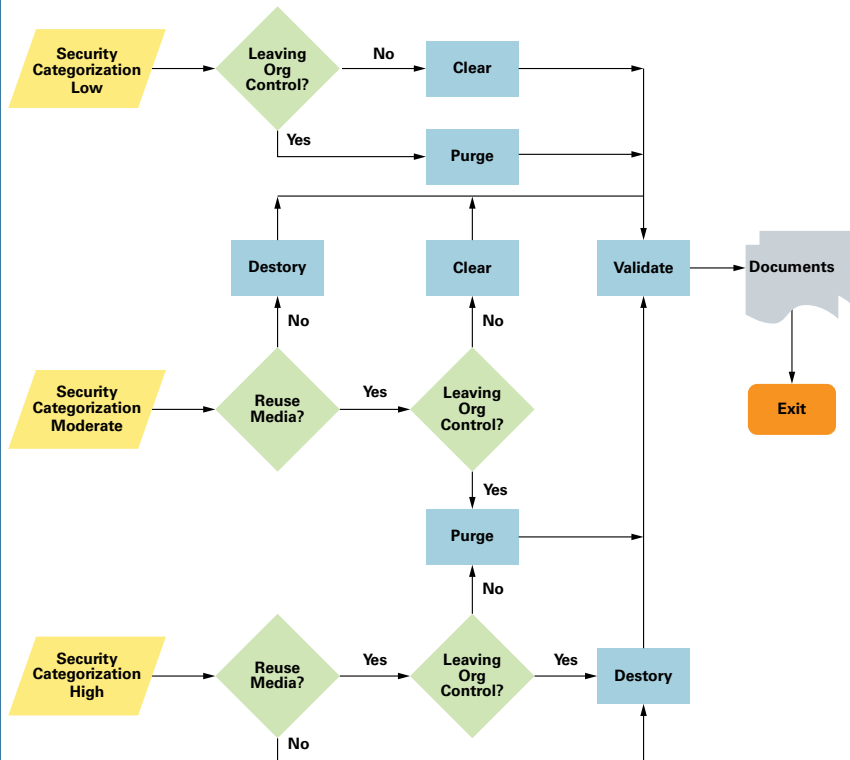 Security
Categorization
Low
Leaving
Org
Control?
No
Clear
Yes
Purge
Destory
Clear
Validate
Documents
No
No
Security
Categorization
Moderate
Reuse
Media?
Yes
Leaving
Org
Control?
Exit
Yes
Purge
No
Security
Categorization
High
Reuse
Media?
Yes
Leaving
Org
Control?
Yes
Destory
No